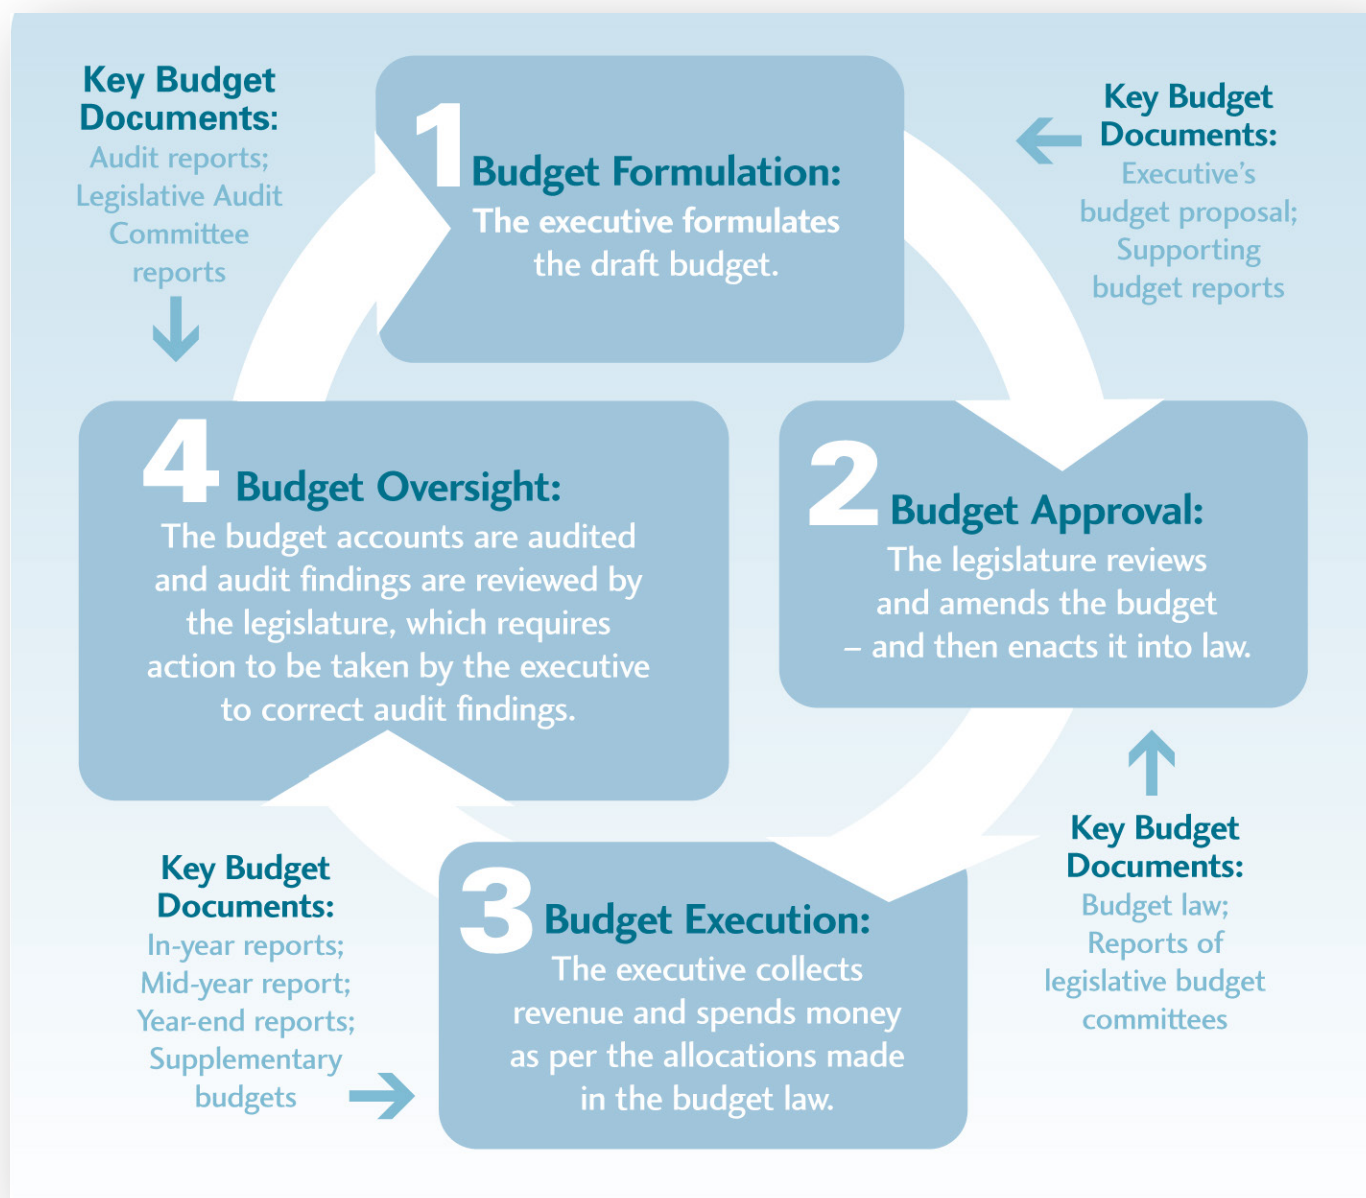 1
Budget Formulation:
The executive formulates
the draft budget.
Key Budget
Documents:
Executive’s
budget proposal;
Supporting
budget reports
2
Budget Approval:
The legislature reviews
and amends the budget
– and then enacts it into law.
Key Budget
Documents:
Budget law;
Reports of
legislative budget
committees
3
Budget Execution:
The executive collects
revenue and spends money
as per the allocations made
in the budget law.
Key Budget
Documents:
In-year reports;
Mid-year report;
Year-end reports;
Supplementary
budgets
4
Budget Oversight:
The budget accounts are audited
and audit findings are reviewed by
the legislature, which requires
action to be taken by the executive
to correct audit findings.
Key Budget
Documents:
Audit reports;
Legislative Audit
Committee
reports